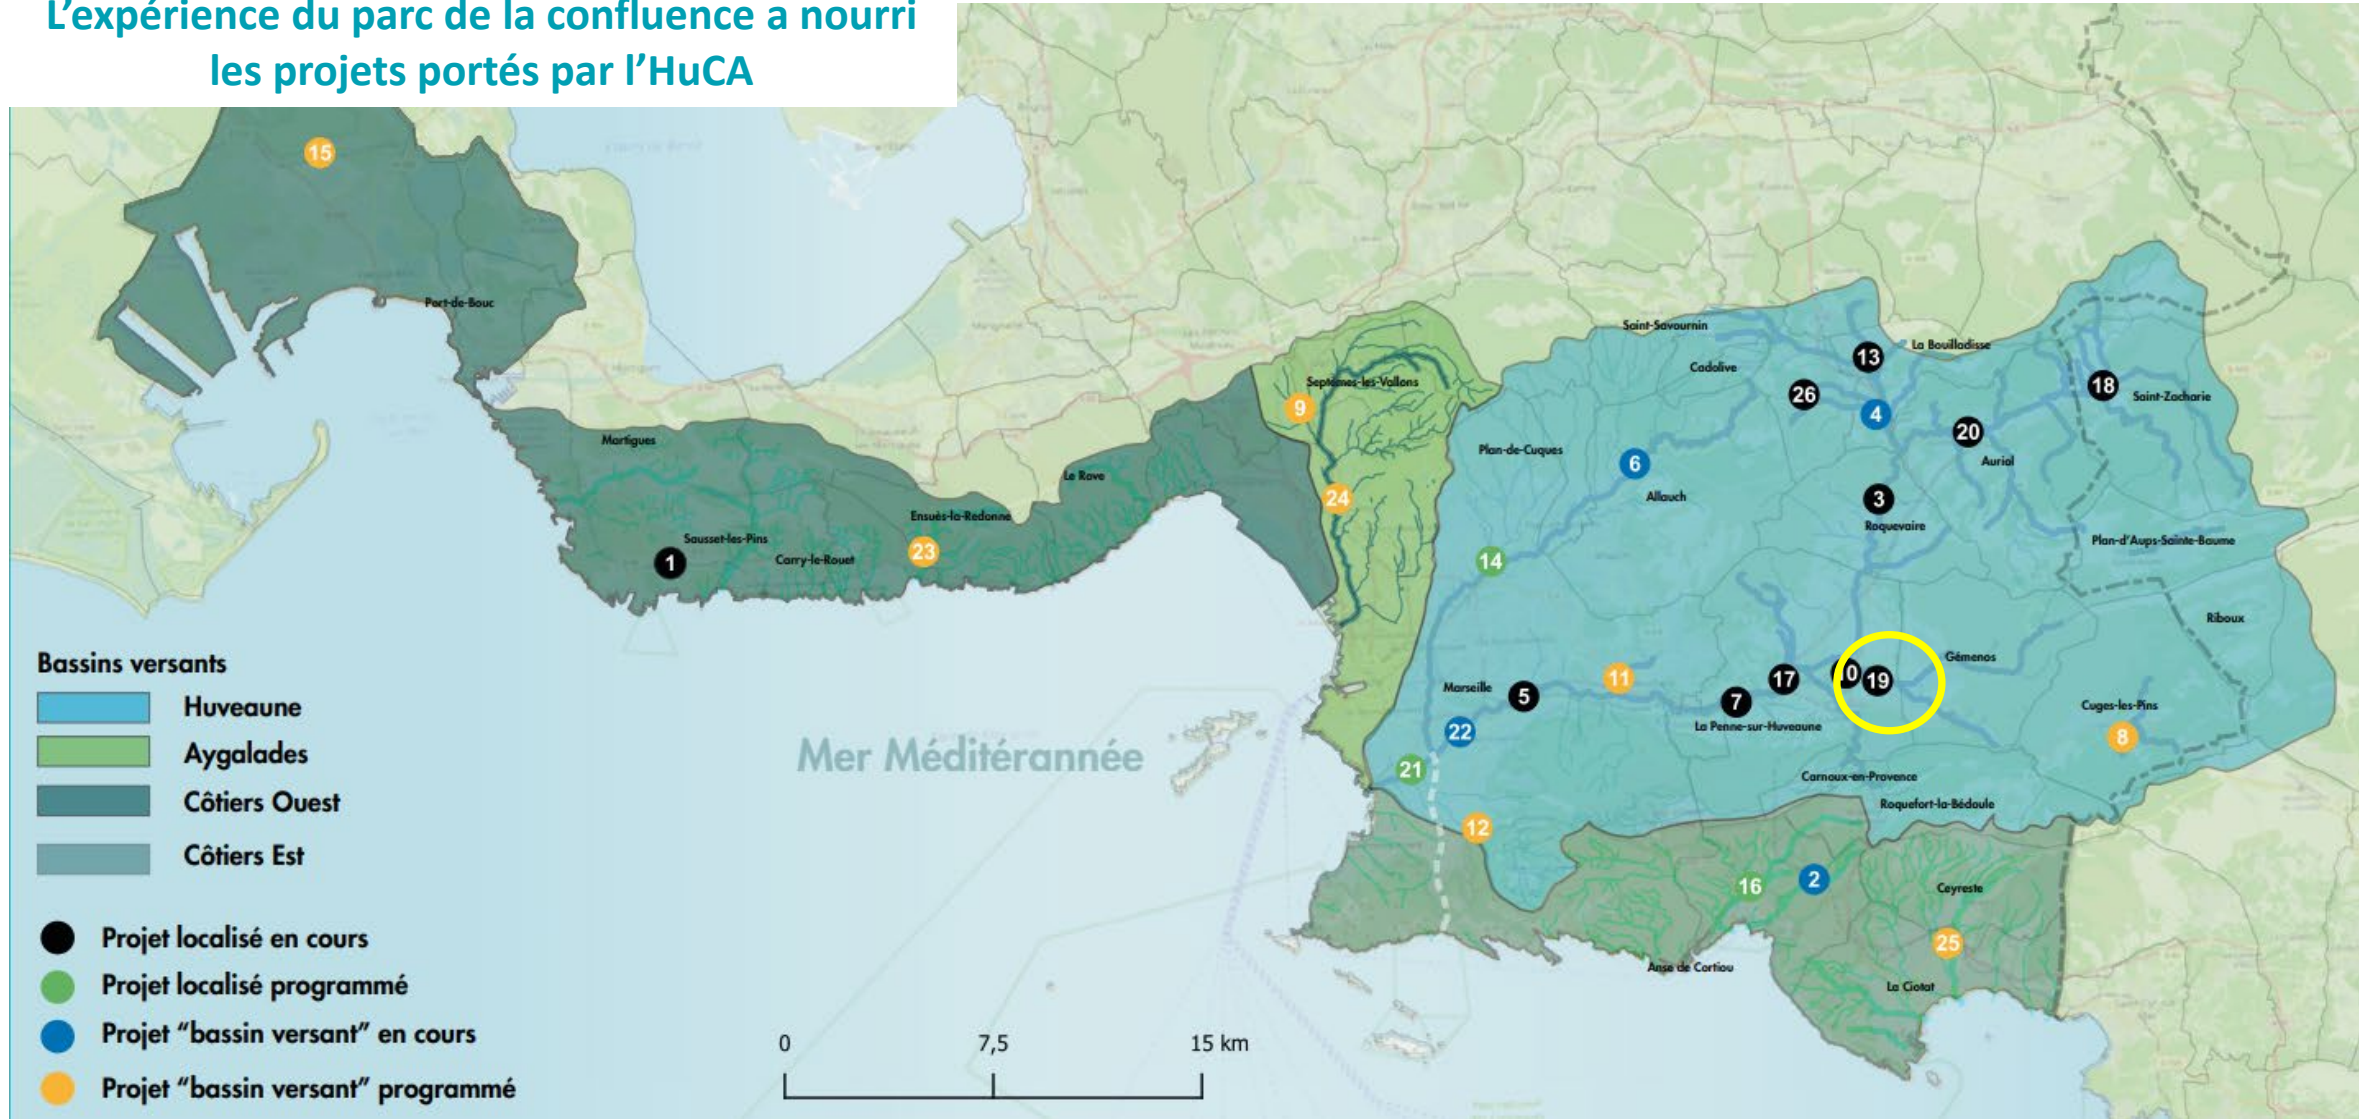 L'expérience du parc de la confluence a nourri
les projets portés par l'HuCA
15
Port-de-Bouc
Saint-Savournin
La Bouilladisse
13
Cadolive
Septèmes-les-Vallons
18
26
Saint-Zacharie
9
4
20
Martigues
Plan-de-Cuques
Auriol
6
Le Rove
Allauch
24
3
Ensuès-la-Redonne
Roquevaire
Sausset-les-Pins
Plan-d'Aups-Sainte-Baume
23
1
Carry-le-Rouet
14
Riboux
Gémenos
Bassins versants
11
17
10
19
Marseille
5
7
Huveaune
Cuges-les-Pins
La Penne-sur-Huveaune
22
8
Aygalades
Mer Méditérannée
21
Carnoux-en-Provence
Côtiers Ouest
Roquefort-la-Bédoule
12
Côtiers Est
16
2
Ceyreste
Projet localisé en cours
25
Anse de Cortiou
Projet localisé programmé
La Ciotat
Projet "bassin versant" en cours
0 7,5 15 km
Projet "bassin versant" programmé